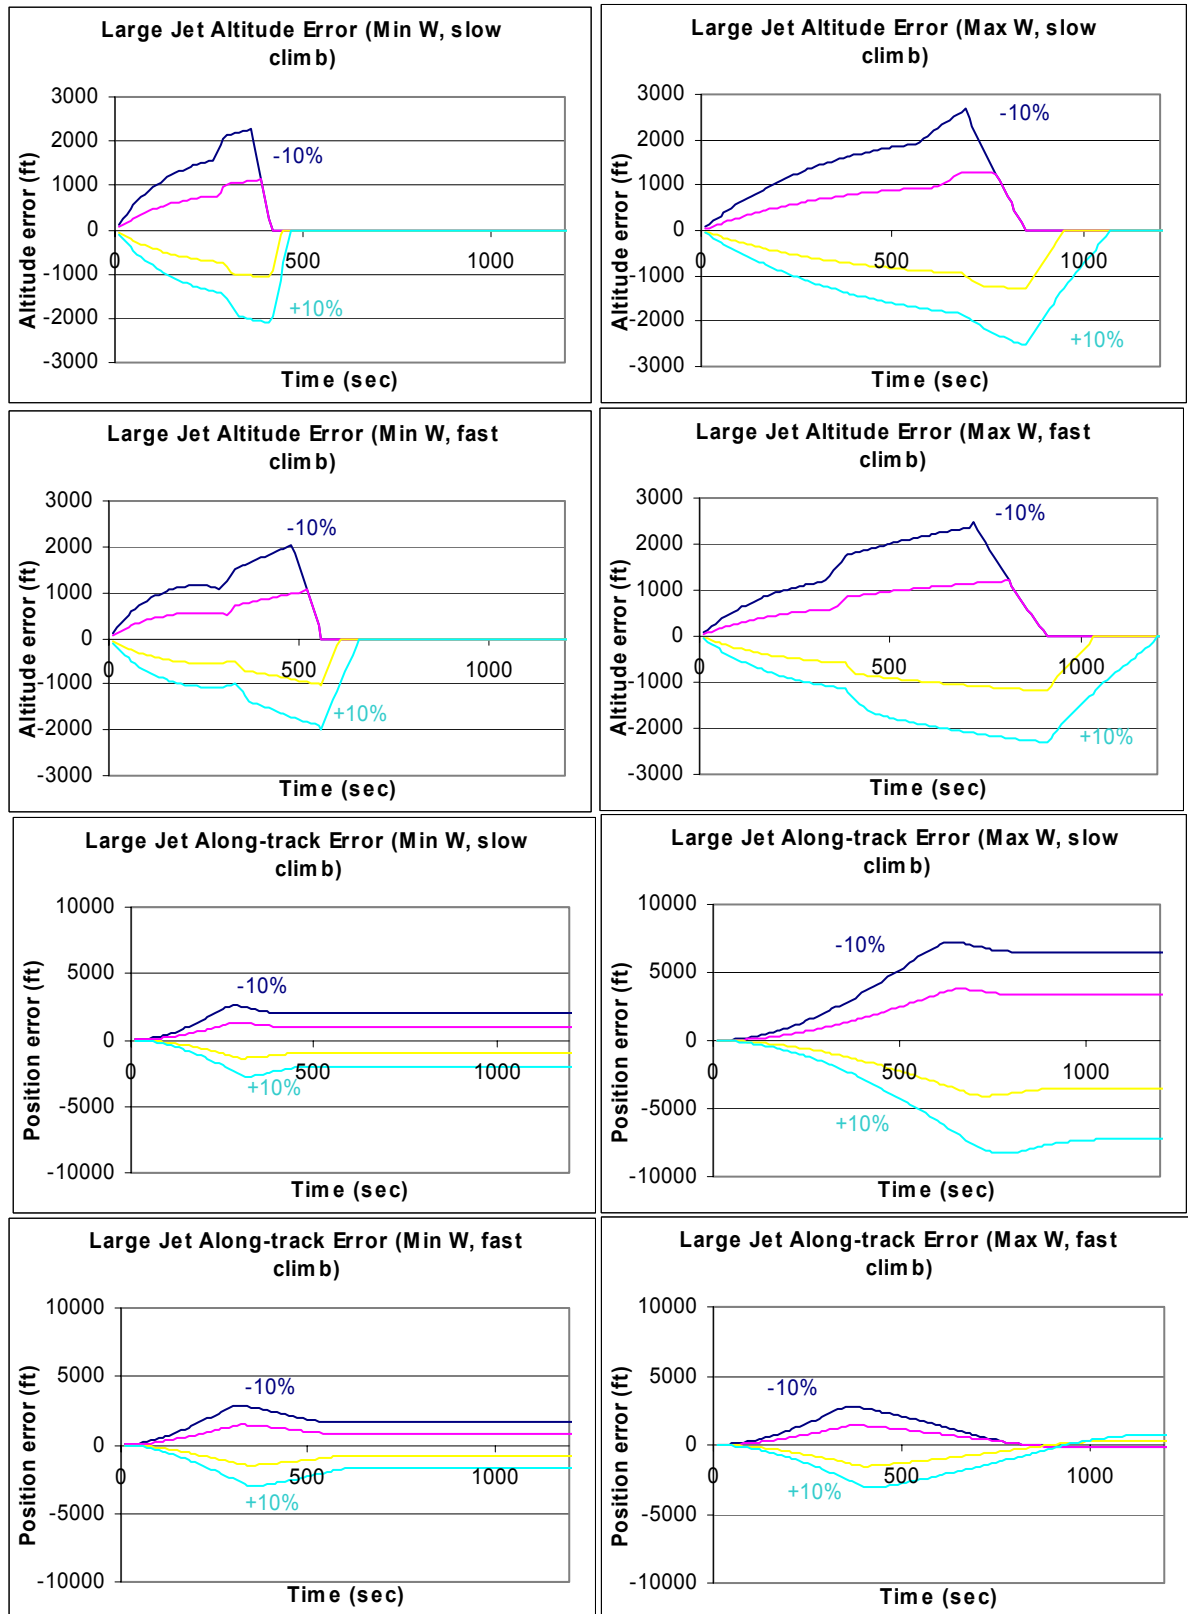 Large Jet Altitude Error (Min W, slow
climb)
3000
2000
1000
0
-1000
-2000
-3000
0
500
1000
-10%
+10%
Altitude error (ft)
Time (sec)
Large Jet Altitude Error (Max W, slow
climb)
3000
2000
1000
0
-1000
-2000
-3000
0
500
1000
-10%
+10%
Altitude error (ft)
Time (sec)
Large Jet Altitude Error (Min W, fast
climb)
3000
2000
1000
0
-1000
-2000
-3000
0
500
1000
-10%
+10%
Altitude error (ft)
Time (sec)
Large Jet Altitude Error (Max W, fast
climb)
3000
2000
1000
0
-1000
-2000
-3000
0
500
1000
-10%
+10%
Altitude error (ft)
Time (sec)
Large Jet Along-track Error (Min W, slow
climb)
10000
5000
0
-5000
-10000
0
500
1000
-10%
+10%
Position error (ft)
Time (sec)
Large Jet Along-track Error (Max W, slow
climb)
10000
5000
0
-5000
-10000
0
500
1000
-10%
+10%
Position error (ft)
Time (sec)
Large Jet Along-track Error (Min W, fast
climb)
10000
5000
0
-5000
-10000
0
500
1000
-10%
+10%
Position error (ft)
Time (sec)
Large Jet Along-track Error (Max W, fast
climb)
10000
5000
0
-5000
-10000
0
500
1000
-10%
+10%
Position error (ft)
Time (sec)